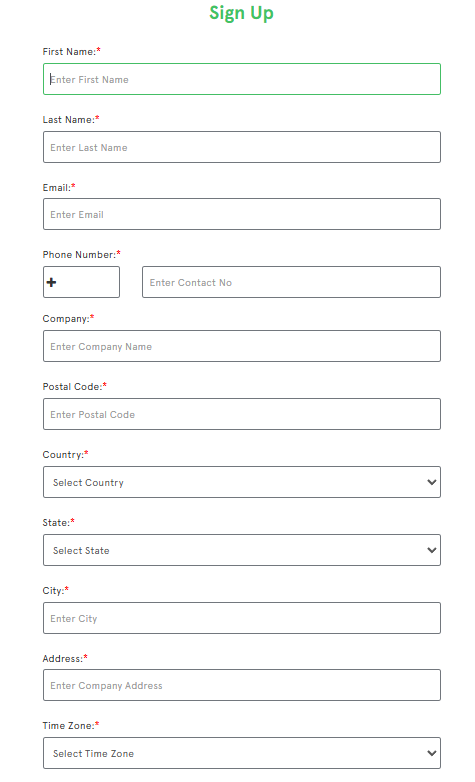 Sign Up
First Name:*
Enter First Name
Last Name:*
Enter Last Name
Email:*
Enter Email
Phone Number:*
+ Enter Contact No
Company:*
Enter Company Name
Postal Code:*
Enter Postal Code
Country:*
Select Country
State:*
Select State
City:*
Enter City
Address:*
Enter Company Address
Time Zone:*
Select Time Zone